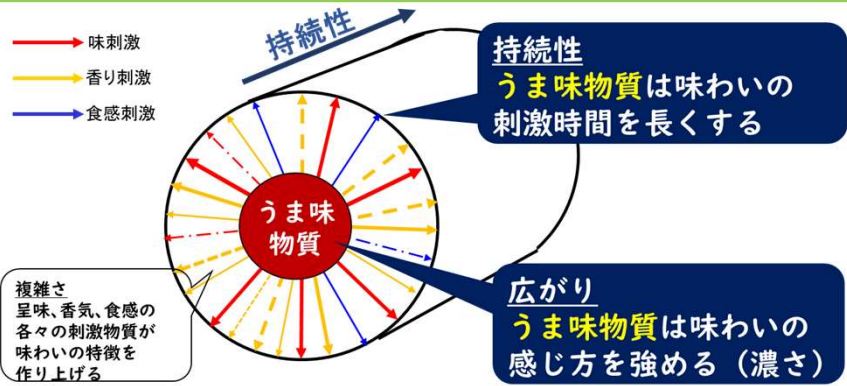 味刺激
香り刺激
食感刺激
持続性
持続性
うま味物質は味わいの
刺激時間を長くする
うま味
物質
複雑さ
呈味、香気、食感の
各々の刺激物質が
味わいの特徴を
作り上げる
広がり
うま味物質は味わいの
感じ方を強める（濃さ）